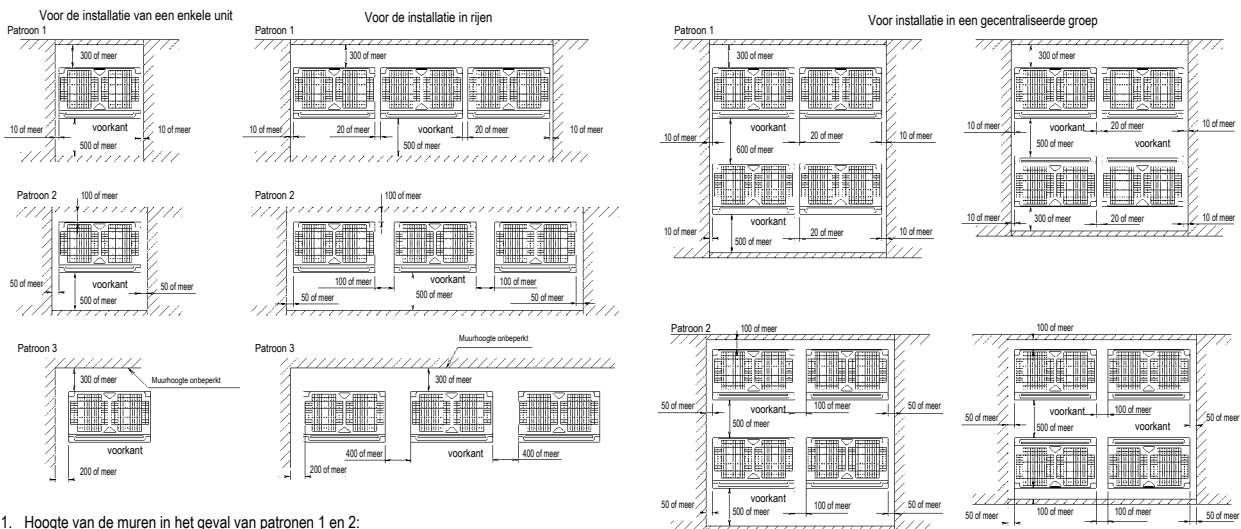 Voor de installatie van een enkele unit
Patroon 1
300 of meer
10 of meer
voorkant
10 of meer
500 of meer
Patroon 2
100 of meer
50 of meer
voorkant
50 of meer
500 of meer
Patroon 3
Muurhoogte onbeperkt
300 of meer
voorkant
200 of meer
Voor de installatie in rijen
Patroon 1
300 of meer
10 of meer
20 of meer
voorkant
20 of meer
10 of meer
500 of meer
Patroon 2
100 of meer
100 of meer
voorkant
100 of meer
50 of meer
500 of meer
50 of meer
Patroon 3
Muurhoogte onbeperkt
300 of meer
400 of meer
voorkant
400 of meer
200 of meer
1. Hoogte van de muren in het geval van patronen 1 en 2:
Voor installatie in een gecentraliseerde groep
Patroon 1
300 of meer
10 of meer
voorkant
20 of meer
10 of meer
600 of meer
voorkant
10 of meer
500 of meer
20 of meer
10 of meer
300 of meer
10 of meer
voorkant
20 of meer
10 of meer
500 of meer
voorkant
10 of meer
300 of meer
20 of meer
10 of meer
Patroon 2
100 of meer
50 of meer
voorkant
100 of meer
50 of meer
500 of meer
50 of meer
voorkant
100 of meer
50 of meer
500 of meer
100 of meer
50 of meer
voorkant
100 of meer
50 of meer
500 of meer
50 of meer
100 of meer
100 of meer
50 of meer